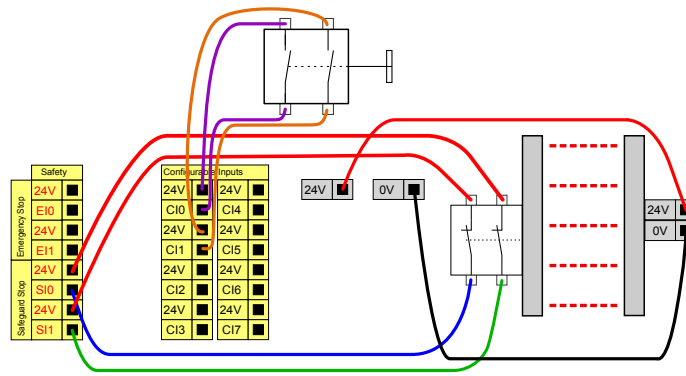 Safety
Emergency Stop
24V
EI0
24V
EI1
Safeguard Stop
24V
SI0
24V
SI1
Configurable Inputs
24V 24V
CI0 CI4
24V 24V
CI1 CI5
24V 24V
CI2 CI6
24V 24V
CI3 CI7
24V 0V
24V
0V